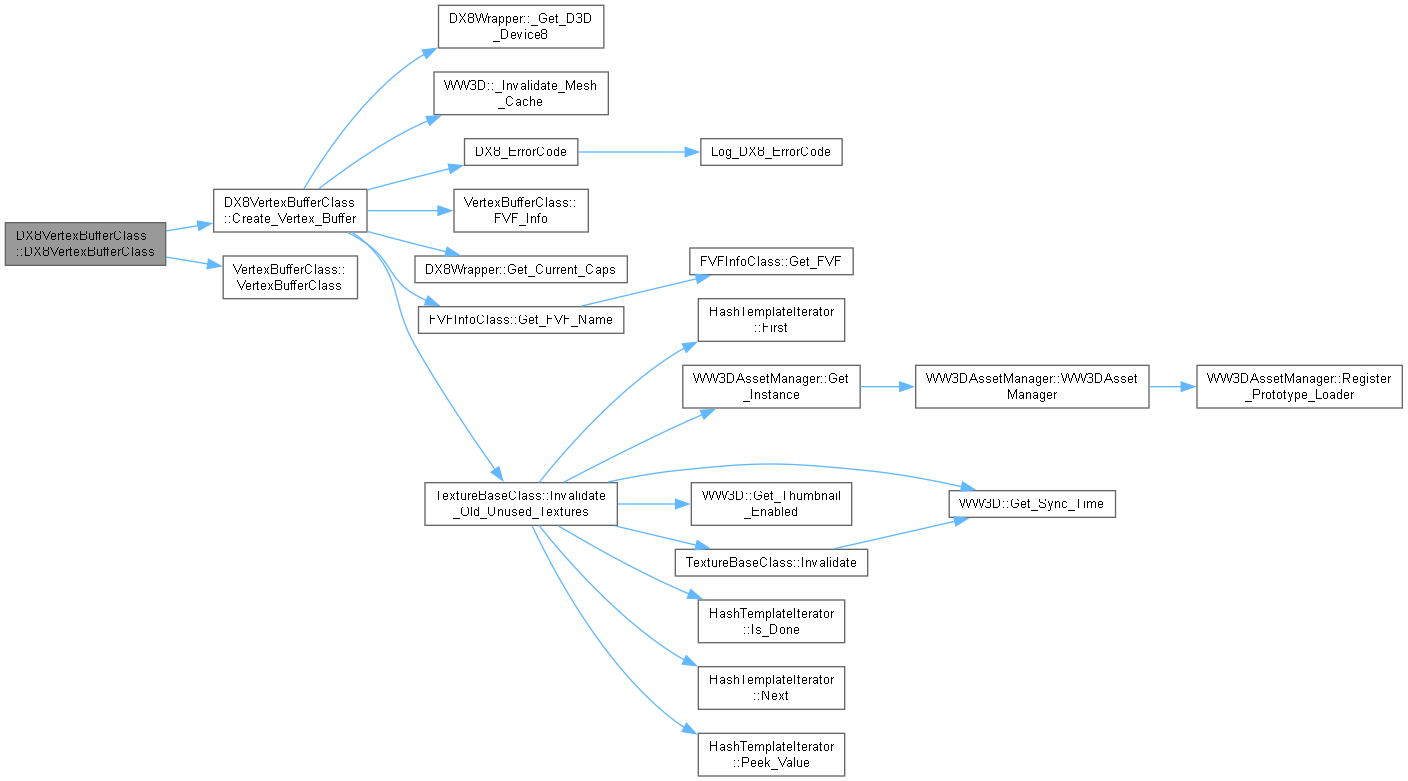 DX8VertexBufferClass
::DX8VertexBufferClass
DX8VertexBufferClass
::Create_Vertex_Buffer
VertexBufferClass::
VertexBufferClass
DX8Wrapper::_Get_D3D
_Device8
WW3D::_Invalidate_Mesh
_Cache
DX8_ErrorCode
Log_DX8_ErrorCode
VertexBufferClass::
FVF_Info
DX8Wrapper::Get_Current_Caps
FVFInfoClass::Get_FVF_Name
FVFInfoClass::Get_FVF
TextureBaseClass::Invalidate
_Old_Unused_Textures
HashTemplateIterator
::First
WW3DAssetManager::Get
_Instance
WW3DAssetManager::WW3DAsset
Manager
WW3DAssetManager::Register
_Prototype_Loader
WW3D::Get_Thumbnail
_Enabled
WW3D::Get_Sync_Time
TextureBaseClass::Invalidate
HashTemplateIterator
::Is_Done
HashTemplateIterator
::Next
HashTemplateIterator
::Peek_Value